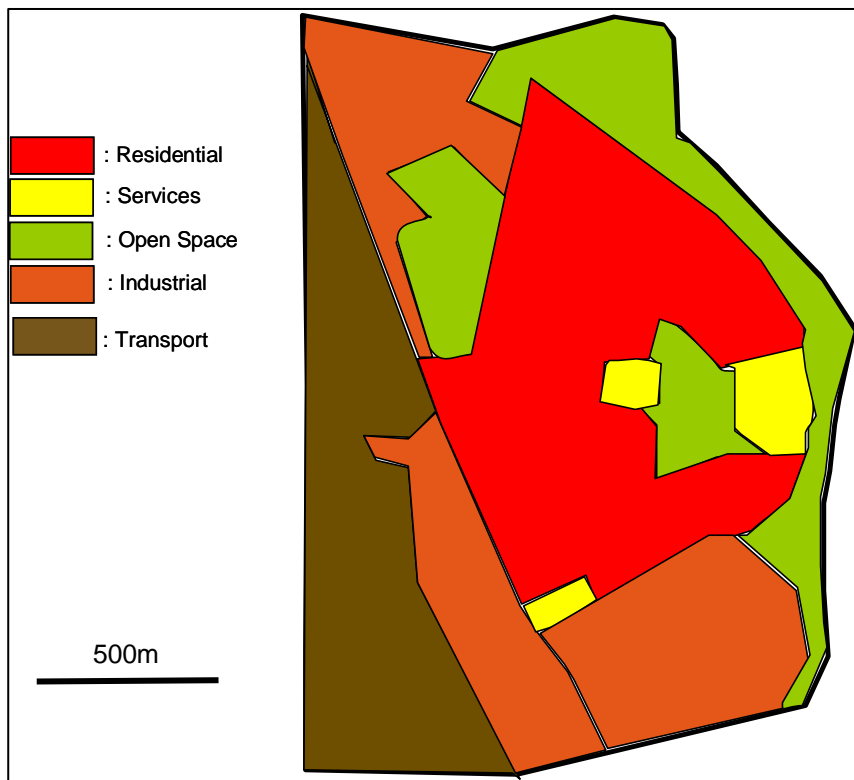 : Residential
: Services
: Open Space
: Industrial
: Transport
500m